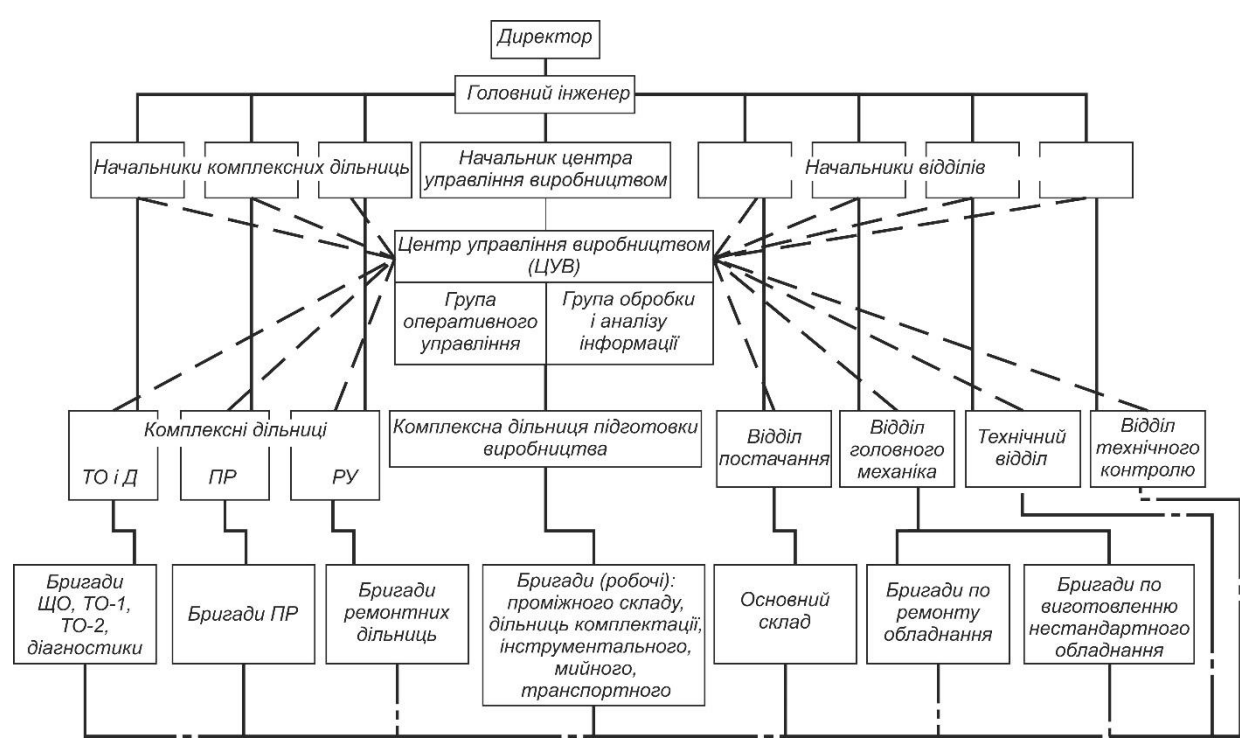 Директор
Головний інженер
Начальники комплексних дільниць
Начальник центра
управління виробництвом
Начальники відділів
Центр управління виробництвом
(ЦУВ)
Група
оперативного
управління
Група обробки
і аналізу
інформації
Комплексні дільниці
ТО і Д
ПР
РУ
Комплексна дільниця підготовки
виробництва
Відділ
постачання
Відділ
головного
механіка
Технічний
відділ
Відділ
технічного
контролю
Бригади
ЩО, ТО-1,
ТО-2,
діагностики
Бригади ПР
Бригади
ремонтних
дільниць
Бригади (робочі):
проміжного складу,
дільниць комплектації,
інструментального,
мийного,
транспортного
Основний
склад
Бригади по
ремонту
обладнання
Бригади по
виготовленню
нестандартного
обладнання